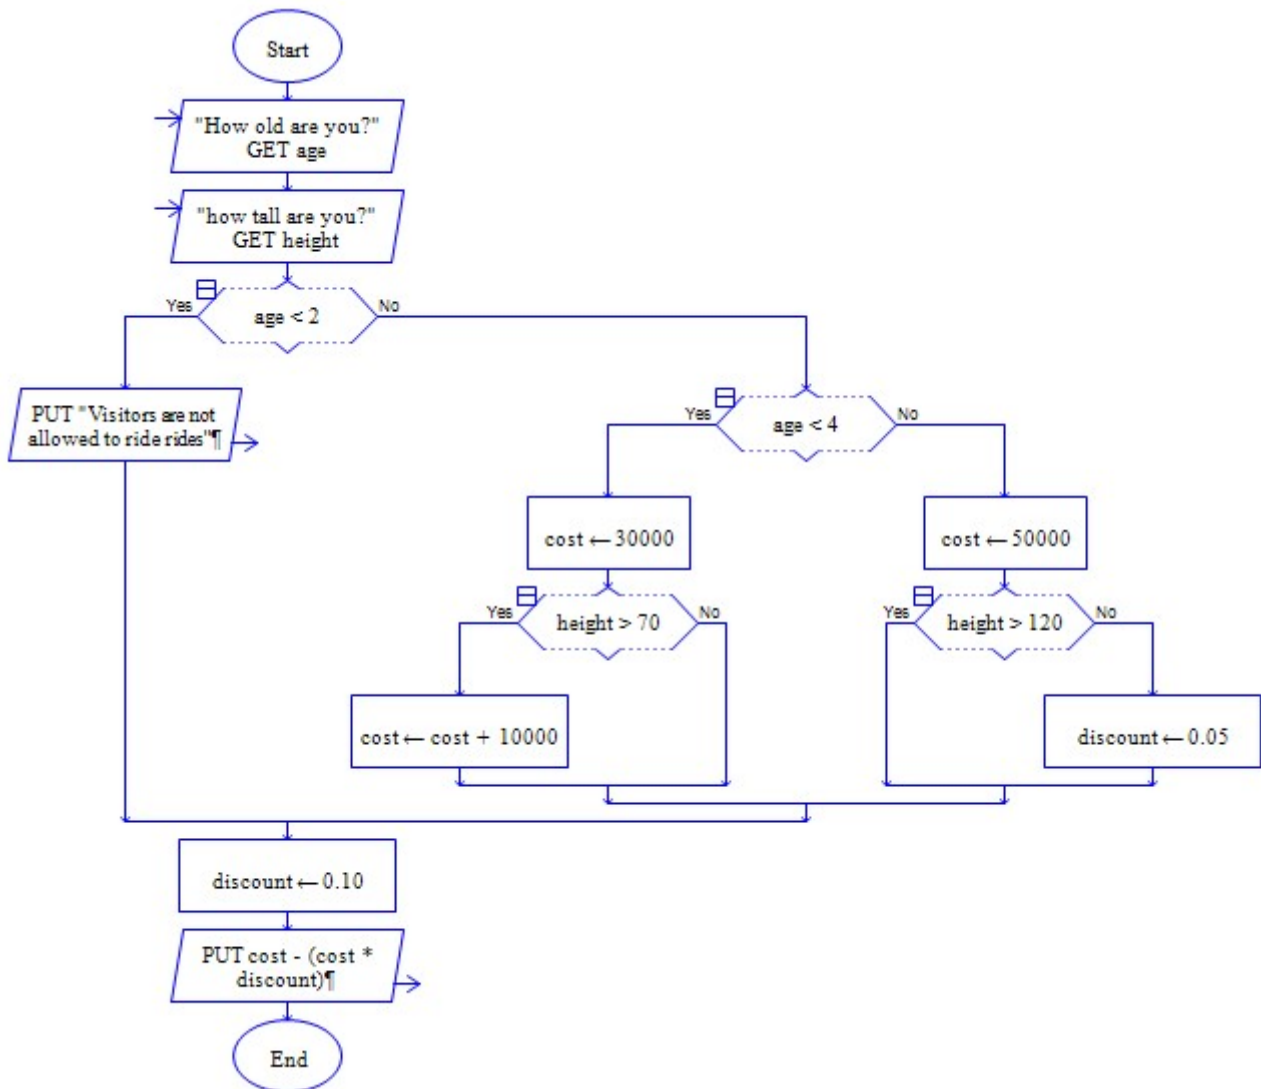 Start
"How old are you?"
GET age
"how tall are you?"
GET height
Yes
age < 2
No
PUT "Visitors are not
allowed to ride rides"¶
Yes
age < 4
No
cost ← 30000
cost ← 50000
Yes
height > 70
No
Yes
height > 120
No
cost ← cost + 10000
discount ← 0.05
discount ← 0.10
PUT cost - (cost *
discount)¶
End